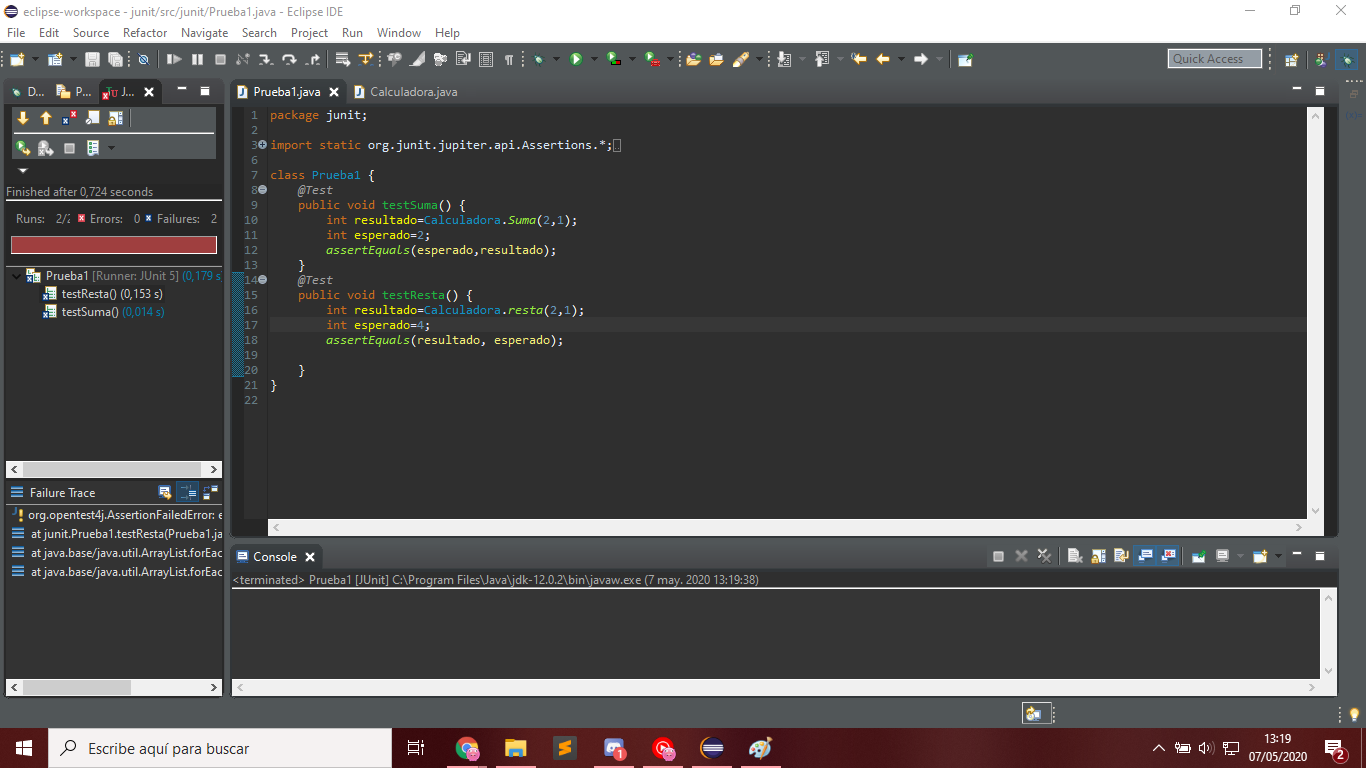 eclipse-workspace - junit/src/junit/Prueba1.java - Eclipse IDE
File Edit Source Refactor Navigate Search Project Run Window Help
Quick Access
D... P... J...
Prueba1.java Calculadora.java
Finished after 0,724 seconds
Runs: 2/2 Errors: 0 Failures: 2
Prueba1 [Runner: JUnit 5] (0,179 s
testResta() (0,153 s)
testSuma() (0,014 s)
Failure Trace
org.opentest4j.AssertionFailedError: e
at junit.Prueba1.testResta(Prueba1.ja
at java.base/java.util.ArrayList.forEac
at java.base/java.util.ArrayList.forEac
1 package junit;
2
3 import static org.junit.jupiter.api.Assertions.*;
6
7 class Prueba1 {
8 @Test
9 public void testSuma() {
10 int resultado=Calculadora.Suma(2,1);
11 int esperado=2;
12 assertEquals(esperado,resultado);
13 }
14 @Test
15 public void testResta() {
16 int resultado=Calculadora.resta(2,1);
17 int esperado=4;
18 assertEquals(resultado, esperado);
19
20 }
21 }
22
Console
<terminated> Prueba1 [JUnit] C:\Program Files\Java\jdk-12.0.2\bin\javaw.exe (7 may. 2020 13:19:38)
Escribe aquí para buscar
1
13:19
07/05/2020
2